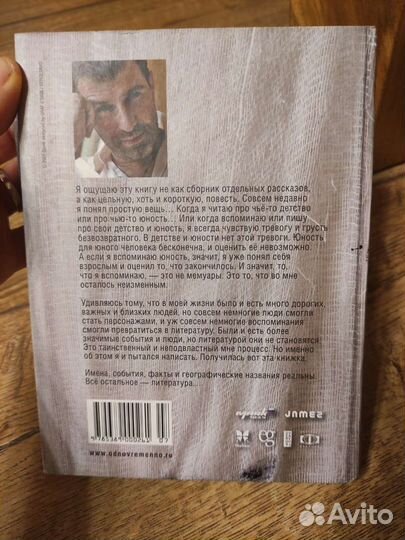 Я ощущаю эту книгу не как сборник отдельных рассказов,
а как цельную, хоть и короткую, повесть. Совсем недавно
я понял простую вещь... Когда я читаю про чьё-то детство
или про чью-то юность... Или когда вспоминаю или пишу
про свои детство и юность, я всегда чувствую тревогу и грусть
безвозвратного. В детстве и юности нет этой тревоги. Юность
для юного человека бесконечна, и оценить её невозможно.
А если я вспоминаю юность, значит, я уже понял себя
взрослым и оценил то, что закончилось. И значит, то,
что я вспоминаю, — это не мемуары. Это то, что во мне
осталось неизменным.
Удивляюсь тому, что в моей жизни было и есть много дорогих,
важных и близких людей, но совсем немногие люди смогли
стать персонажами, и уж совсем немногие воспоминания
смогли превратиться в литературу. Были и есть более
значимые события и люди, но литературой они не становятся.
Это таинственный и неподвластный мне процесс. Но именно
об этом я и пытался написать. Получилась вот эта книжка.
Имена, события, факты и географические названия реальны.
Всё остальное — литература...
www.odnovremenno.ru
JAMES
eg
Avito